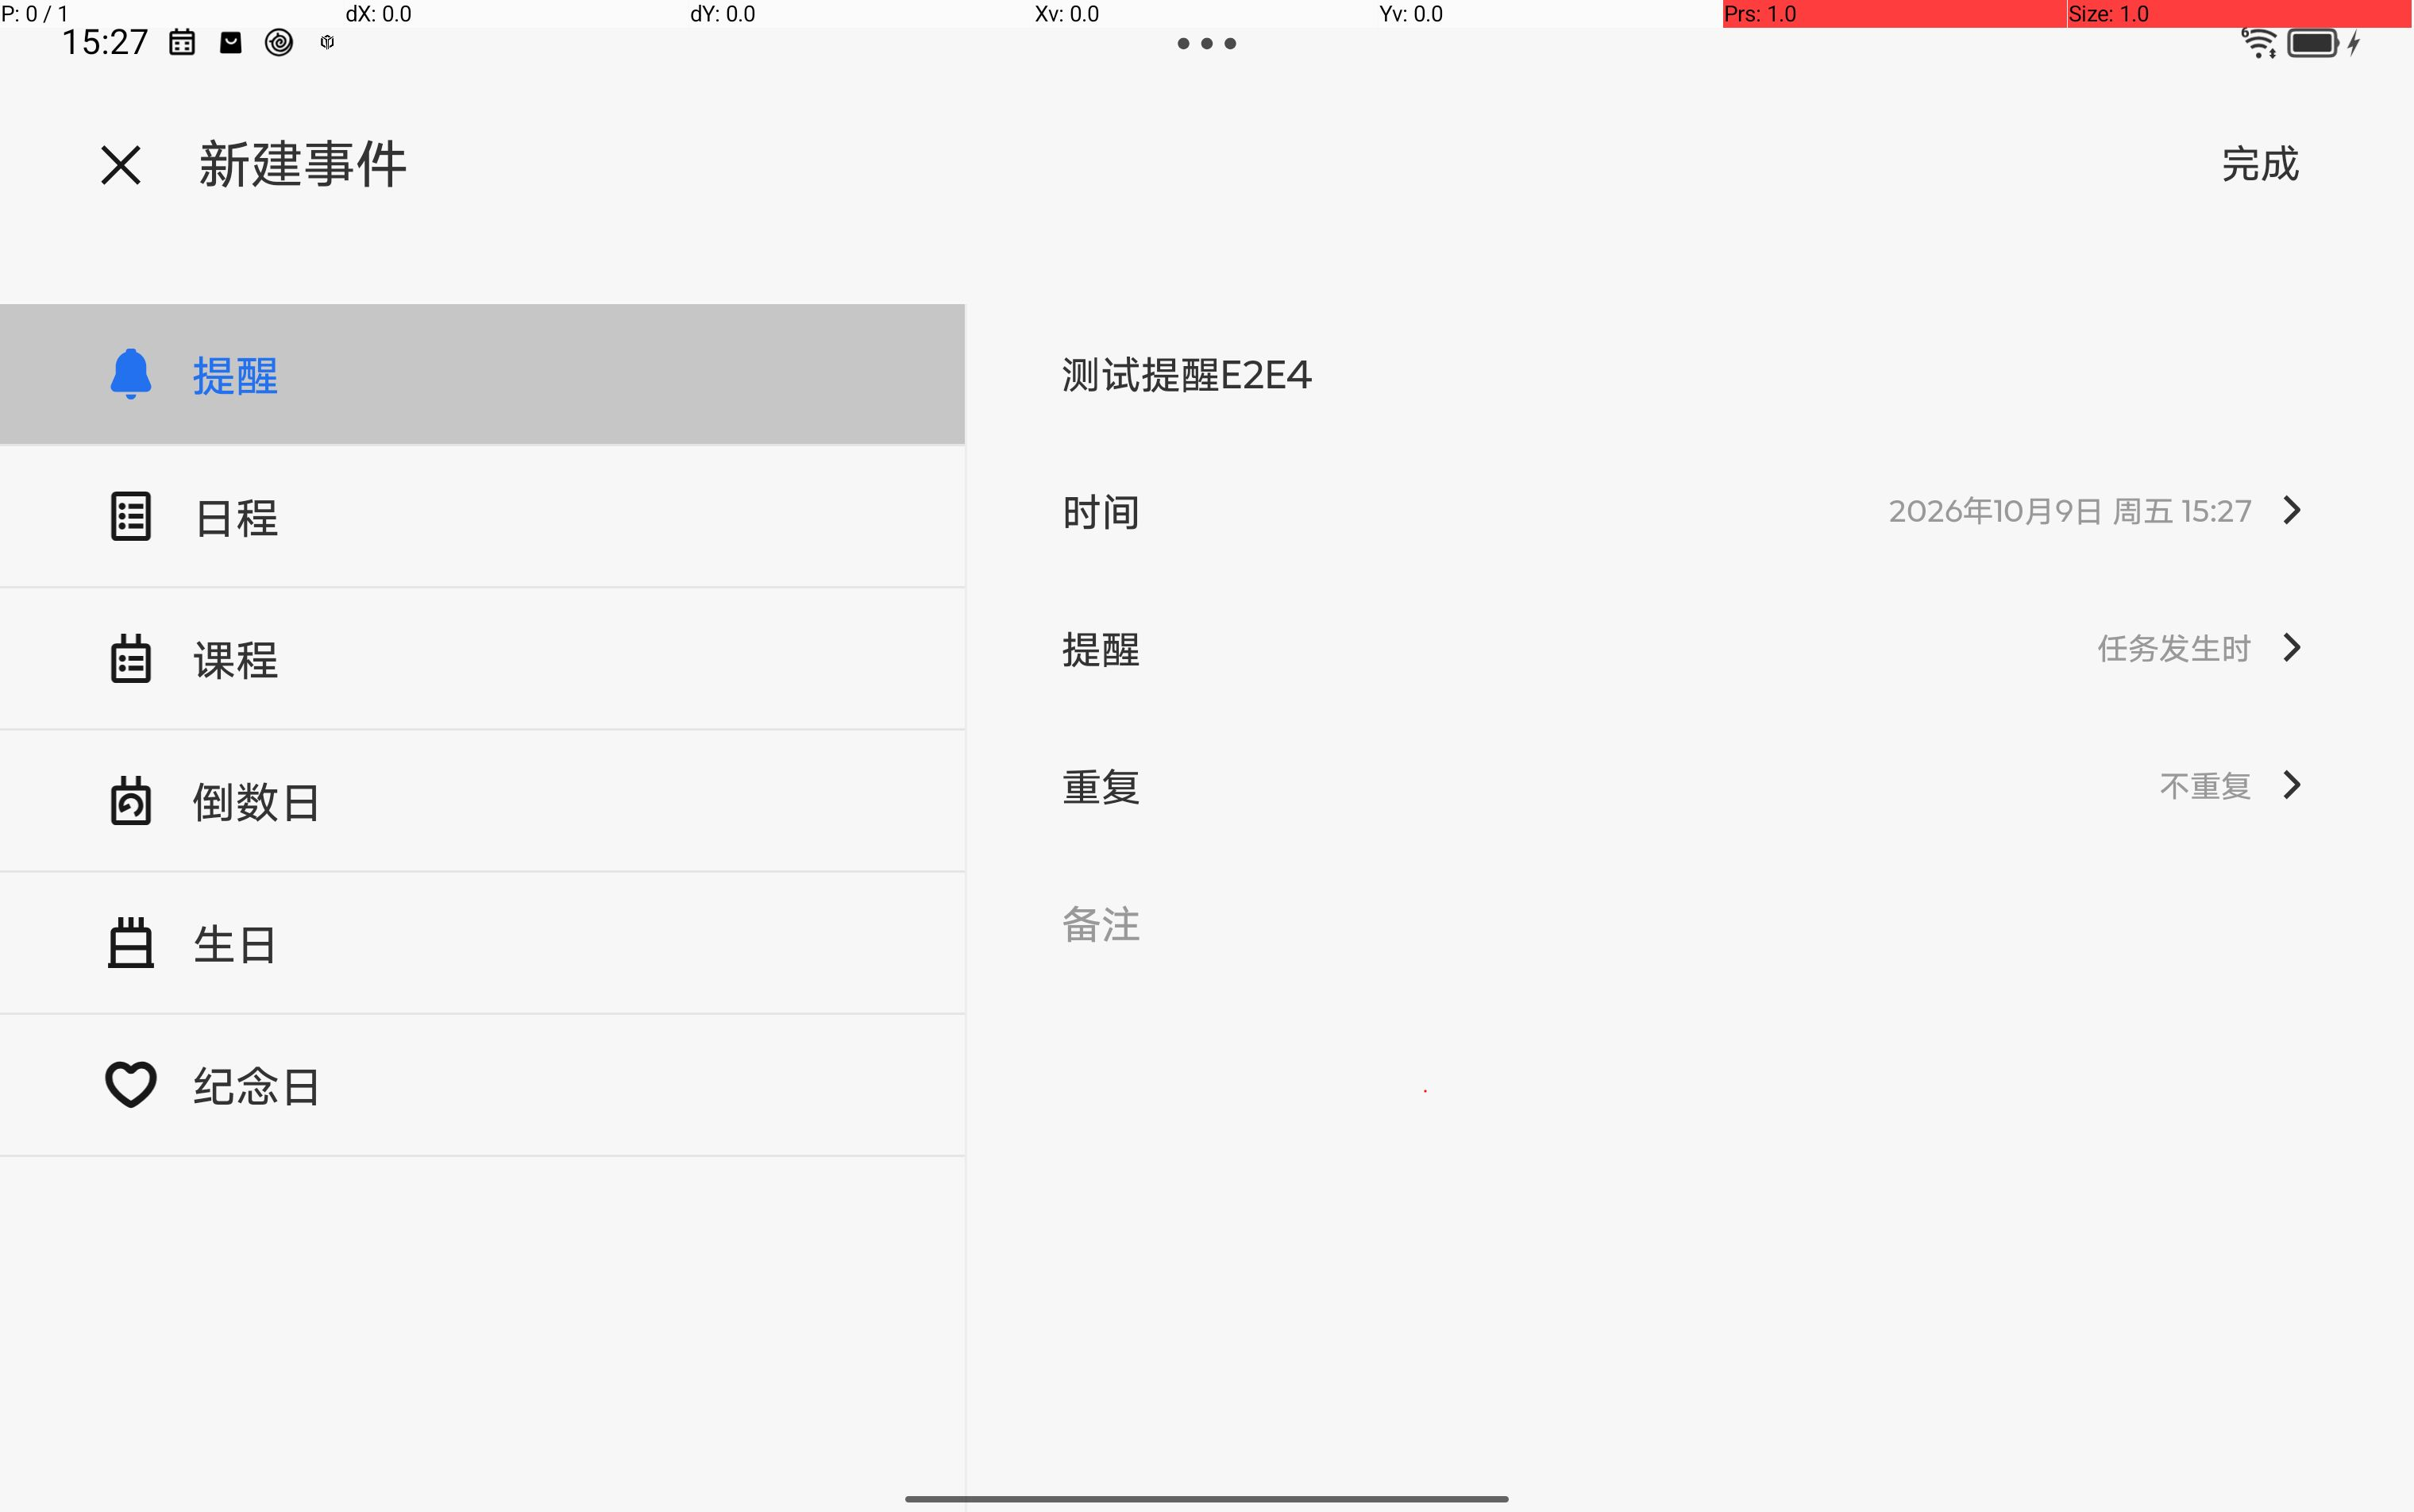 P: 0 / 1 dX: 0.0 dY: 0.0 Xv: 0.0 Yv: 0.0 Prs: 1.0 Size: 1.0
15:27
新建事件 完成
提醒
日程
课程
倒数日
生日
纪念日
测试提醒E2E4
时间 2026年10月9日 周五 15:27
提醒 任务发生时
重复 不重复
备注